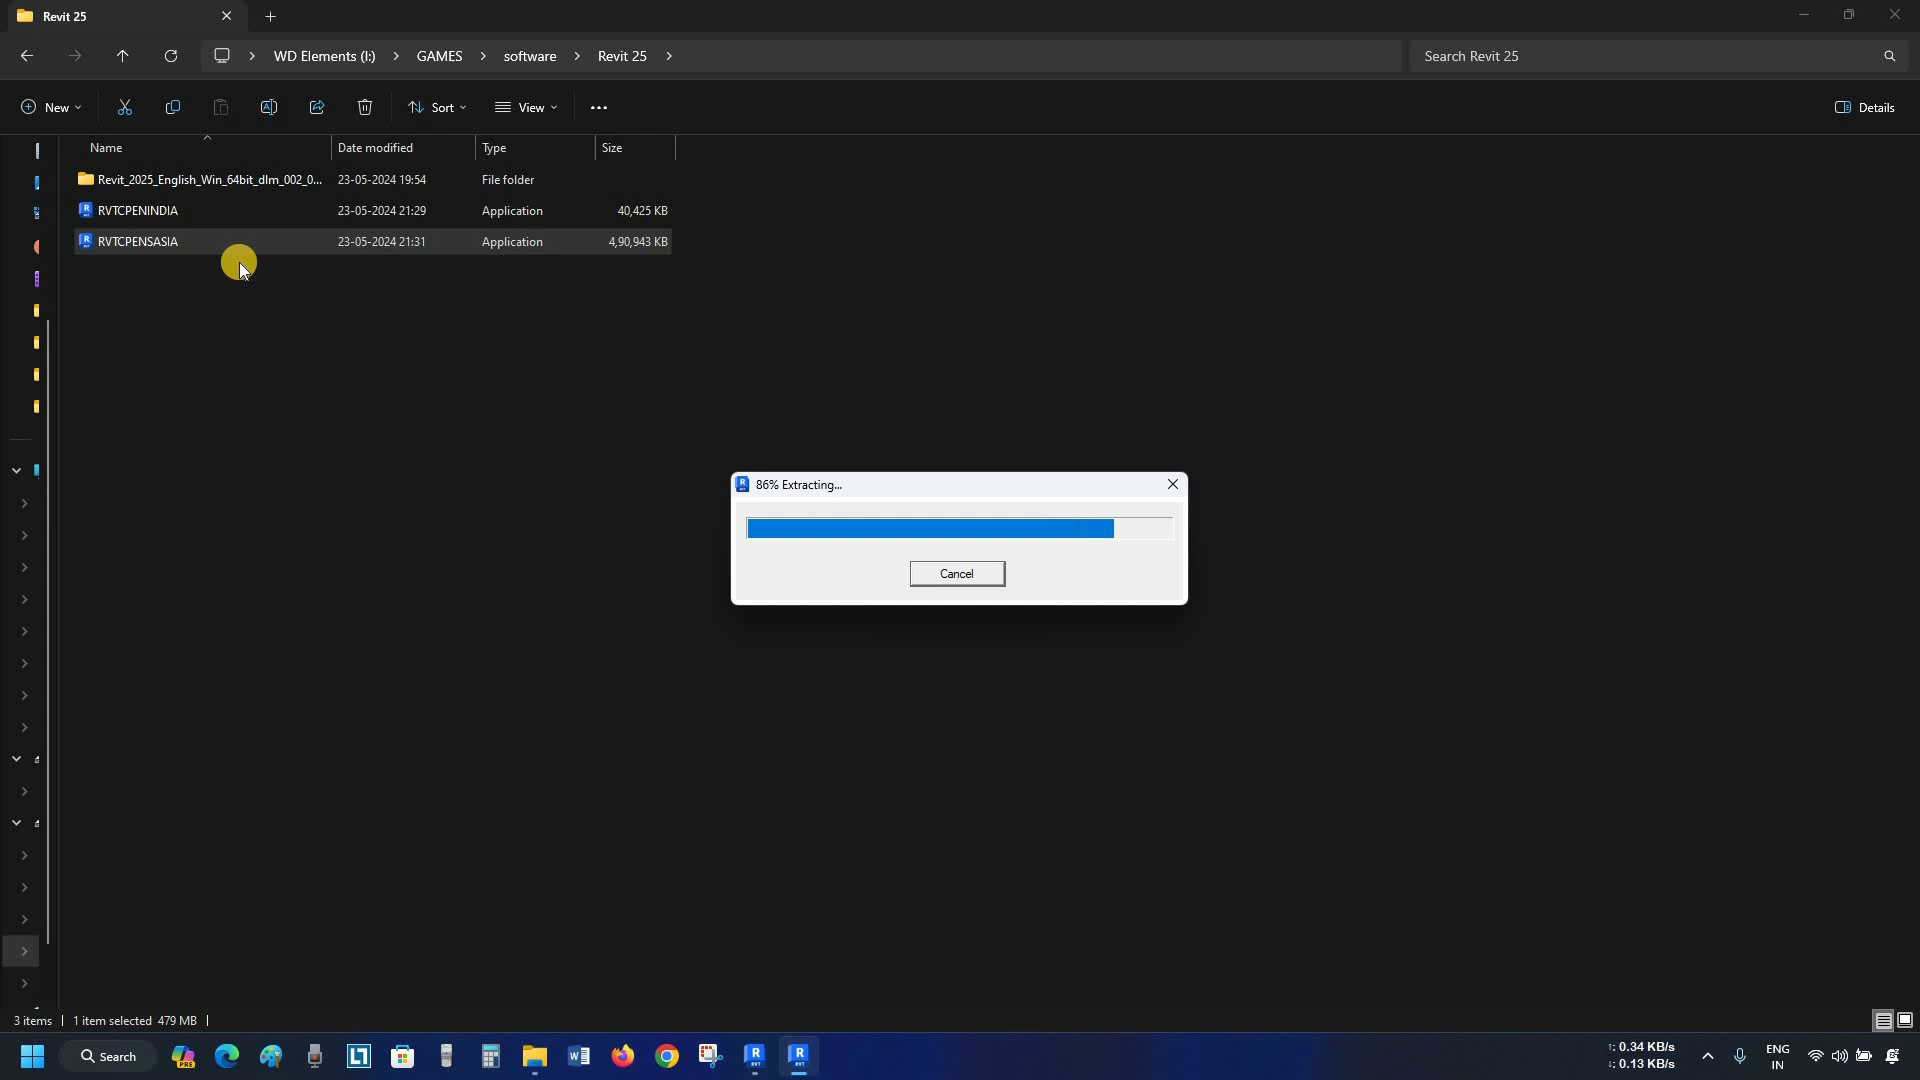 Revit 25
WD Elements (I:) GAMES software Revit 25 Search Revit 25
New Sort View Details
Name Date modified Type Size
Revit_2025_English_Win_64bit_dlm_002_0... 23-05-2024 19:54 File folder
RVTCPENINDIA 23-05-2024 21:29 Application 40,425 KB
RVTCPENSASIA 23-05-2024 21:31 Application 4,90,943 KB
86% Extracting...
Cancel
3 items 1 item selected 479 MB
Search
↑: 0.34 KB/s
↓: 0.13 KB/s
ENG
IN